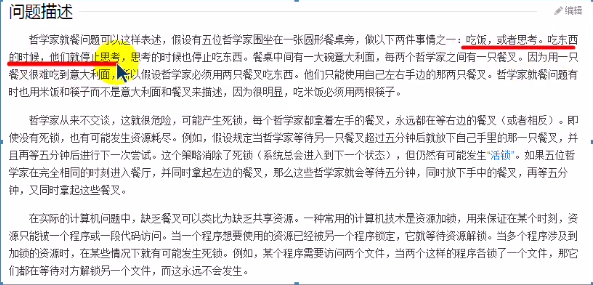 问题描述
编辑
哲学家就餐问题可以这样表述，假设有五位哲学家围坐在一张圆形餐桌旁，做以下两件事情之一：吃饭，或者思考。吃东西
的时候，他们就停止思考，思考的时候也停止吃东西。餐桌中间有一大碗意大利面，每两个哲学家之间有一只餐叉。因为用一只
餐叉很难吃到意大利面，所以假设哲学家必须用两只餐叉吃东西。他们只能使用自己左右手边的那两只餐叉。哲学家就餐问题有
时也用米饭和筷子而不是意大利面和餐叉来描述，因为很明显，吃米饭必须用两根筷子。
哲学家从来不交谈，这就很危险，可能产生死锁，每个哲学家都拿着左手的餐叉，永远都在等右边的餐叉（或者相反）。即
使没有死锁，也有可能发生资源耗尽。例如，假设规定当哲学家等待另一只餐叉超过五分钟后就放下自己手里的那一只餐叉，并
且再等五分钟后进行下一次尝试。这个策略消除了死锁（系统总会进入到下一个状态），但仍然有可能发生“活锁”。如果五位哲
学家在完全相同的时刻进入餐厅，并同时拿起左边的餐叉，那么这些哲学家就会等待五分钟，同时放下手中的餐叉，再等五分
钟，又同时拿起这些餐叉。
在实际的计算机问题中，缺乏餐叉可以类比为缺乏共享资源。一种常用的计算机技术是资源加锁，用来保证在某个时刻，资
源只能被一个程序或一段代码访问。当一个程序想要使用的资源已经被另一个程序锁定，它就等待资源解锁。当多个程序涉及到
加锁的资源时，在某些情况下就有可能发生死锁。例如，某个程序需要访问两个文件，当两个这样的程序各锁了一个文件，那它
们都在等待对方解锁另一个文件，而这永远不会发生。